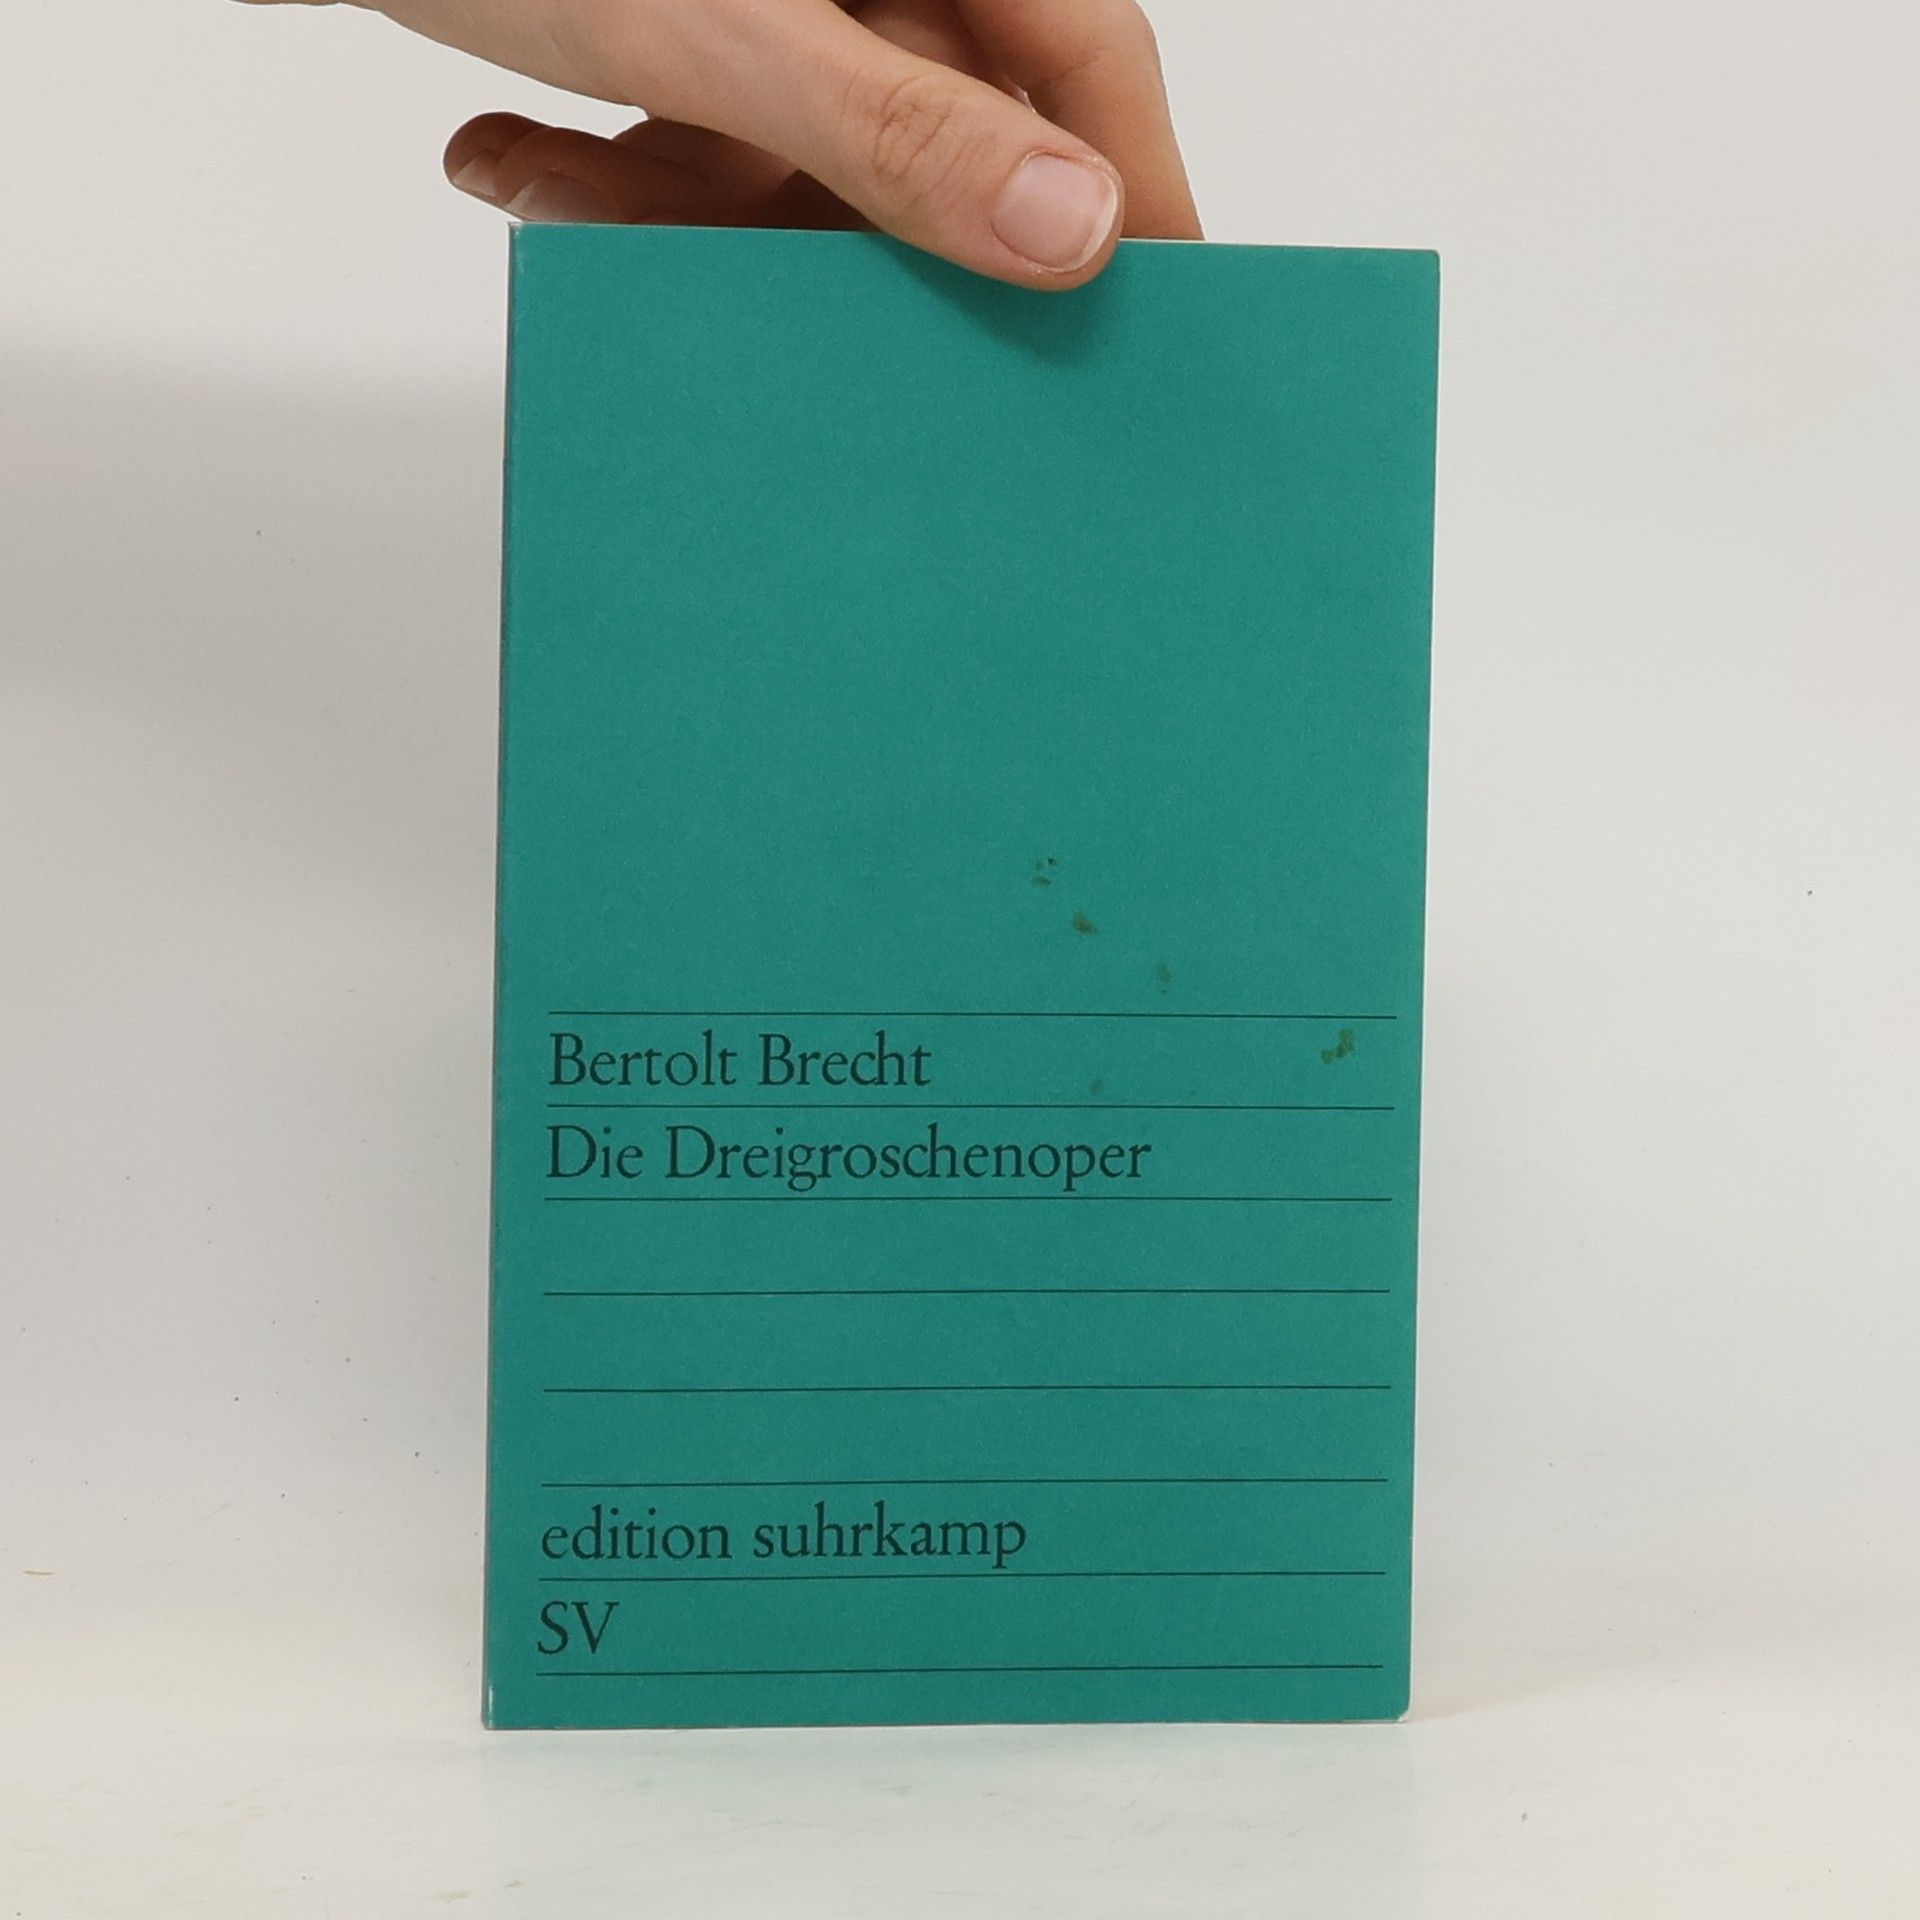 Bertolt Brecht
Die Dreigroschenoper
edition suhrkamp
SV